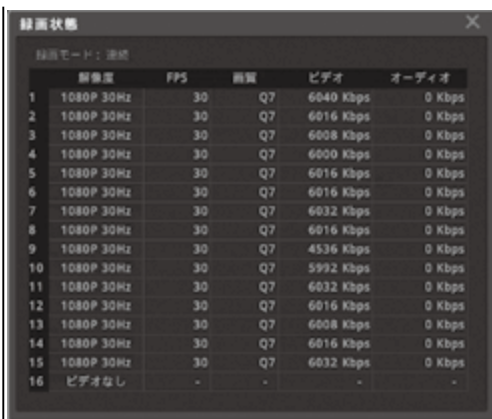 録画状態
録画モード: 連続
解像度 FPS 画質 ビデオ オーディオ
1 1080P 30Hz 30 Q7 6040 Kbps 0 Kbps
2 1080P 30Hz 30 Q7 6016 Kbps 0 Kbps
3 1080P 30Hz 30 Q7 6008 Kbps 0 Kbps
4 1080P 30Hz 30 Q7 6000 Kbps 0 Kbps
5 1080P 30Hz 30 Q7 6016 Kbps 0 Kbps
6 1080P 30Hz 30 Q7 6016 Kbps 0 Kbps
7 1080P 30Hz 30 Q7 6032 Kbps 0 Kbps
8 1080P 30Hz 30 Q7 6016 Kbps 0 Kbps
9 1080P 30Hz 30 Q7 4536 Kbps 0 Kbps
10 1080P 30Hz 30 Q7 5992 Kbps 0 Kbps
11 1080P 30Hz 30 Q7 6032 Kbps 0 Kbps
12 1080P 30Hz 30 Q7 6016 Kbps 0 Kbps
13 1080P 30Hz 30 Q7 6008 Kbps 0 Kbps
14 1080P 30Hz 30 Q7 6016 Kbps 0 Kbps
15 1080P 30Hz 30 Q7 6032 Kbps 0 Kbps
16 ビデオなし - - - -